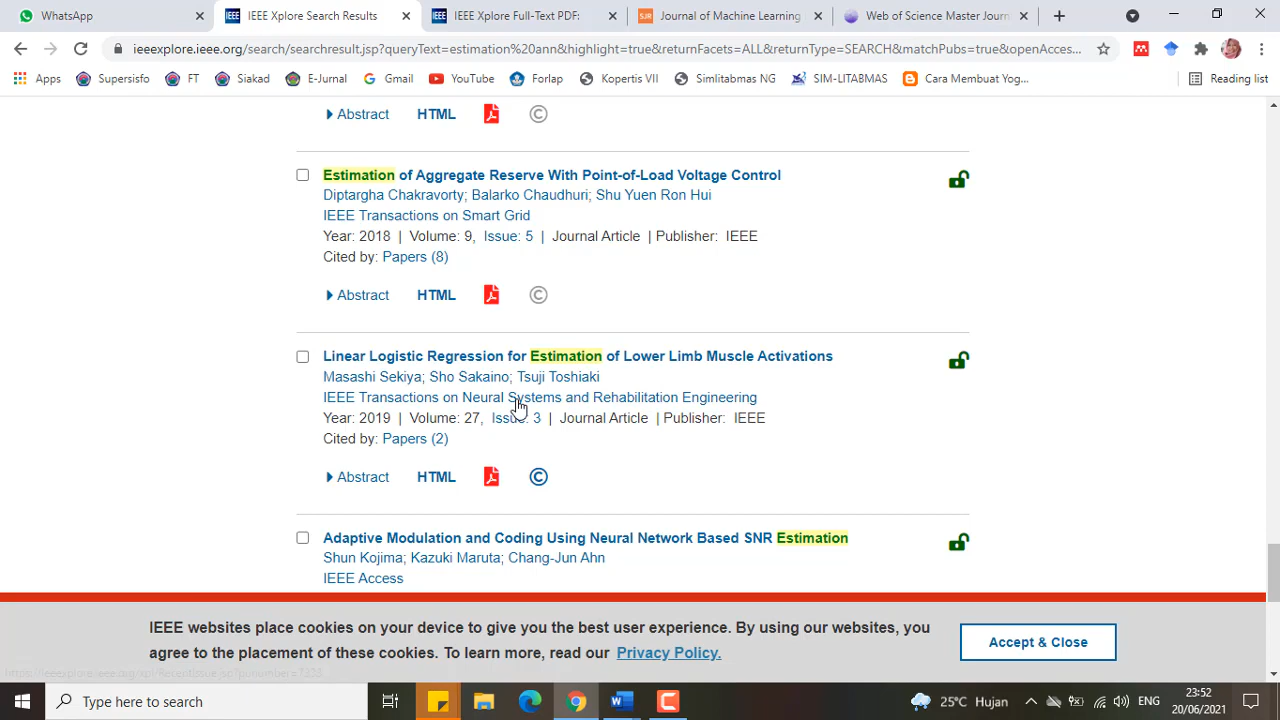 WhatsApp
IEEE Xplore Search Results
IEEE Xplore Full-Text PDF:
SJR
Journal of Machine Learning
Web of Science Master Journ
ieeexplore.ieee.org/search/searchresult.jsp?queryText=estimation%20ann&highlight=true&returnFacets=ALL&returnType=SEARCH&matchPubs=true&openAcces...
Apps
Supersisfo
FT
Siakad
E-Jurnal
Gmail
YouTube
Forlap
Kopertis VII
Simlitabmas NG
SIM-LITABMAS
Cara Membuat Yog...
Reading list
Abstract HTML
Estimation of Aggregate Reserve With Point-of-Load Voltage Control
Diptargha Chakravorty; Balarko Chaudhuri; Shu Yuen Ron Hui
IEEE Transactions on Smart Grid
Year: 2018 | Volume: 9, Issue: 5 | Journal Article | Publisher: IEEE
Cited by: Papers (8)
Abstract HTML
Linear Logistic Regression for Estimation of Lower Limb Muscle Activations
Masashi Sekiya; Sho Sakaino; Tsuji Toshiaki
IEEE Transactions on Neural Systems and Rehabilitation Engineering
Year: 2019 | Volume: 27, Issue: 3 | Journal Article | Publisher: IEEE
Cited by: Papers (2)
Abstract HTML
Adaptive Modulation and Coding Using Neural Network Based SNR Estimation
Shun Kojima; Kazuki Maruta; Chang-Jun Ahn
IEEE Access
IEEE websites place cookies on your device to give you the best user experience. By using our websites, you
agree to the placement of these cookies. To learn more, read our Privacy Policy.
Accept & Close
Type here to search
25°C Hujan
ENG
23:52
20/06/2021